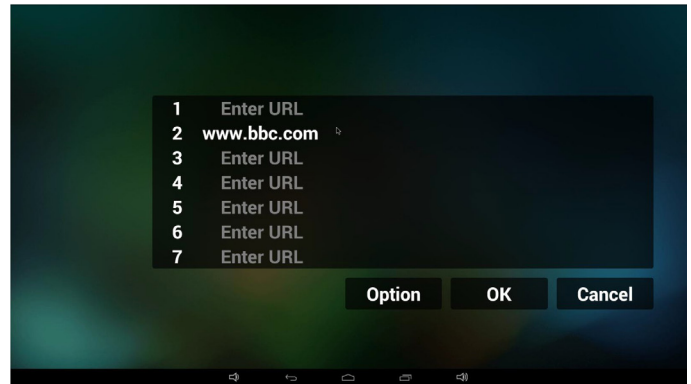 1 Enter URL
2 www.bbc.com
3 Enter URL
4 Enter URL
5 Enter URL
6 Enter URL
7 Enter URL
Option OK Cancel